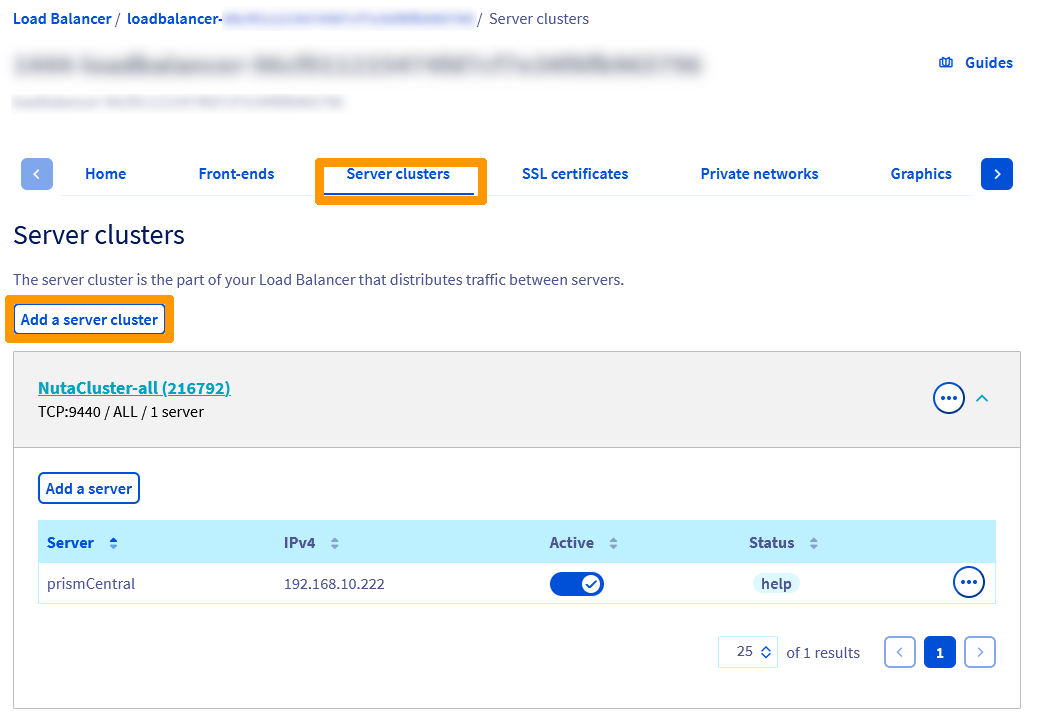 Load Balancer / loadbalancer- / Server clusters
Guides
Home Front-ends Server clusters SSL certificates Private networks Graphics
Server clusters
The server cluster is the part of your Load Balancer that distributes traffic between servers.
Add a server cluster
NutaCluster-all (216792)
TCP:9440 / ALL / 1 server
Add a server
Server IPv4 Active Status
prismCentral 192.168.10.222 help
25 of 1 results 1